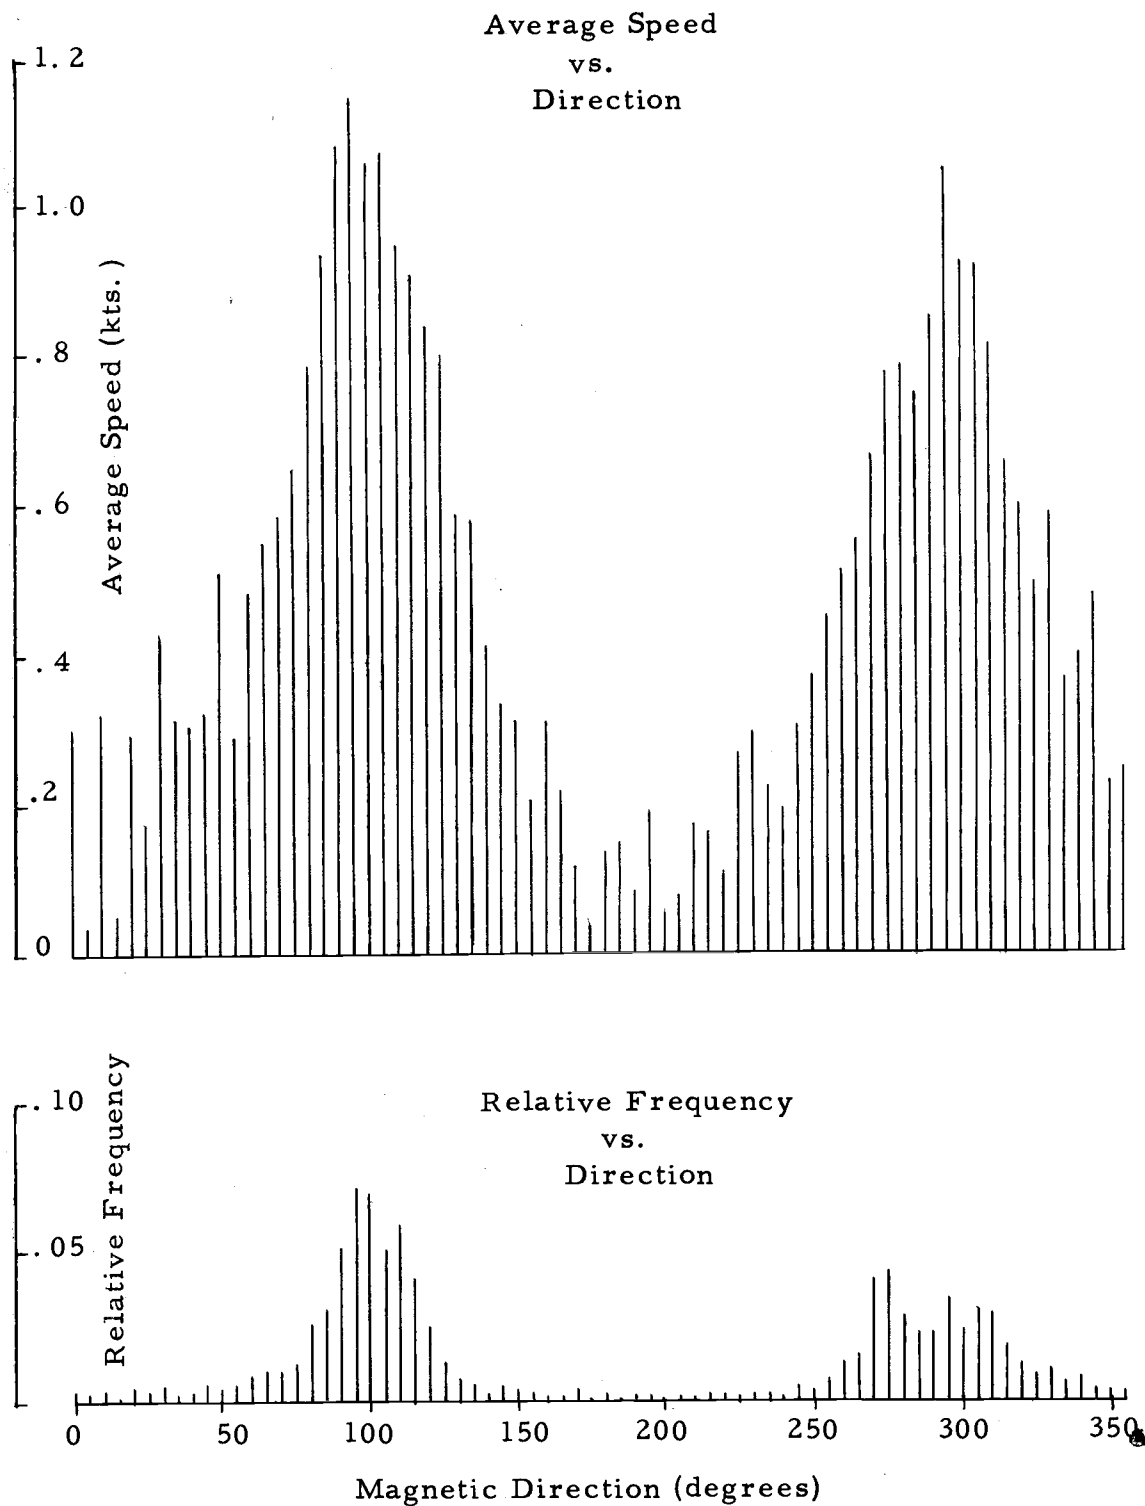 Average Speed
vs.
Direction
1.2
1.0
.8
.6
.4
.2
0
Average Speed (kts.)
Relative Frequency
vs.
Direction
.10
.05
Relative Frequency
0
50
100
150
200
250
300
350
Magnetic Direction (degrees)